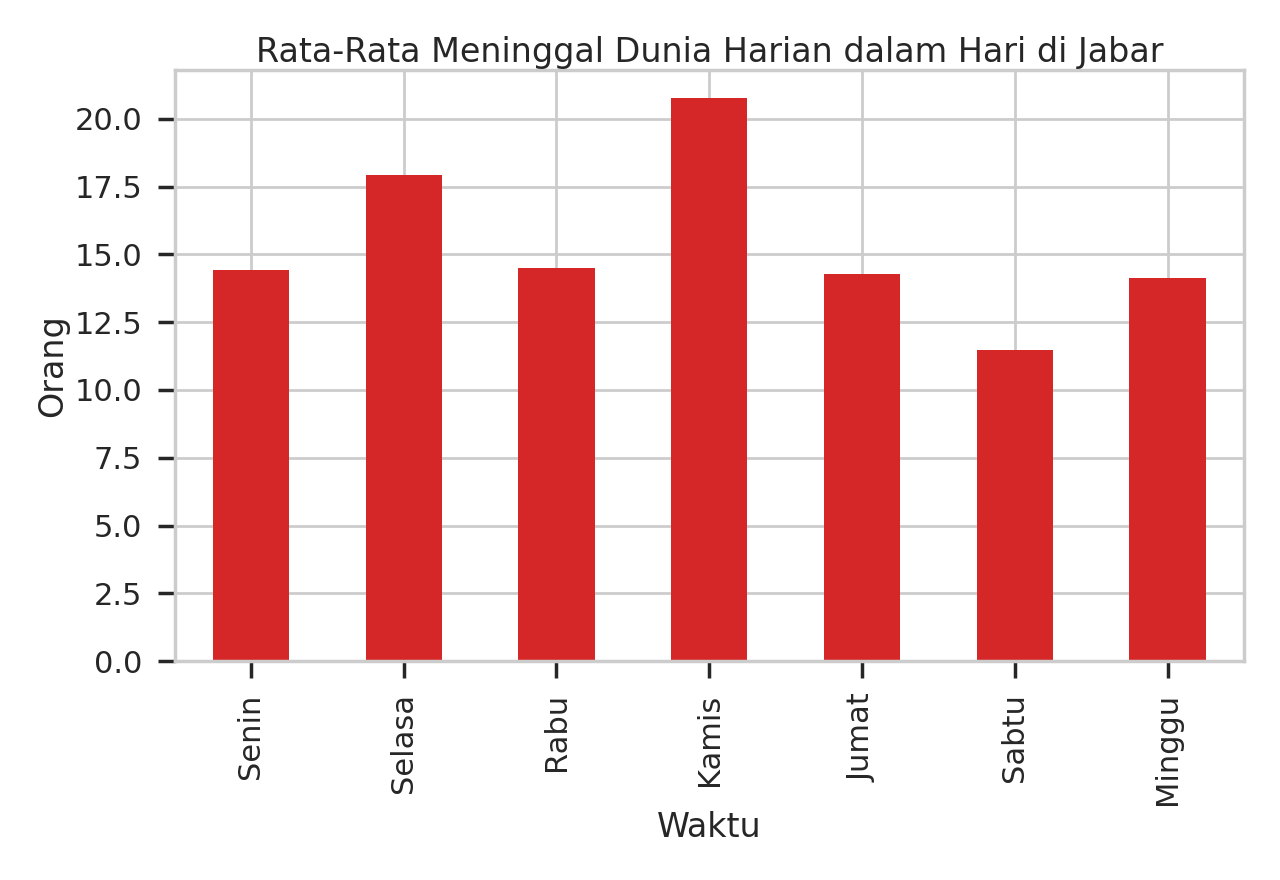 Rata-Rata Meninggal Dunia Harian dalam Hari di Jabar
Orang
20.0
17.5
15.0
12.5
10.0
7.5
5.0
2.5
0.0
Senin
Selasa
Rabu
Kamis
Jumat
Sabtu
Minggu
Waktu